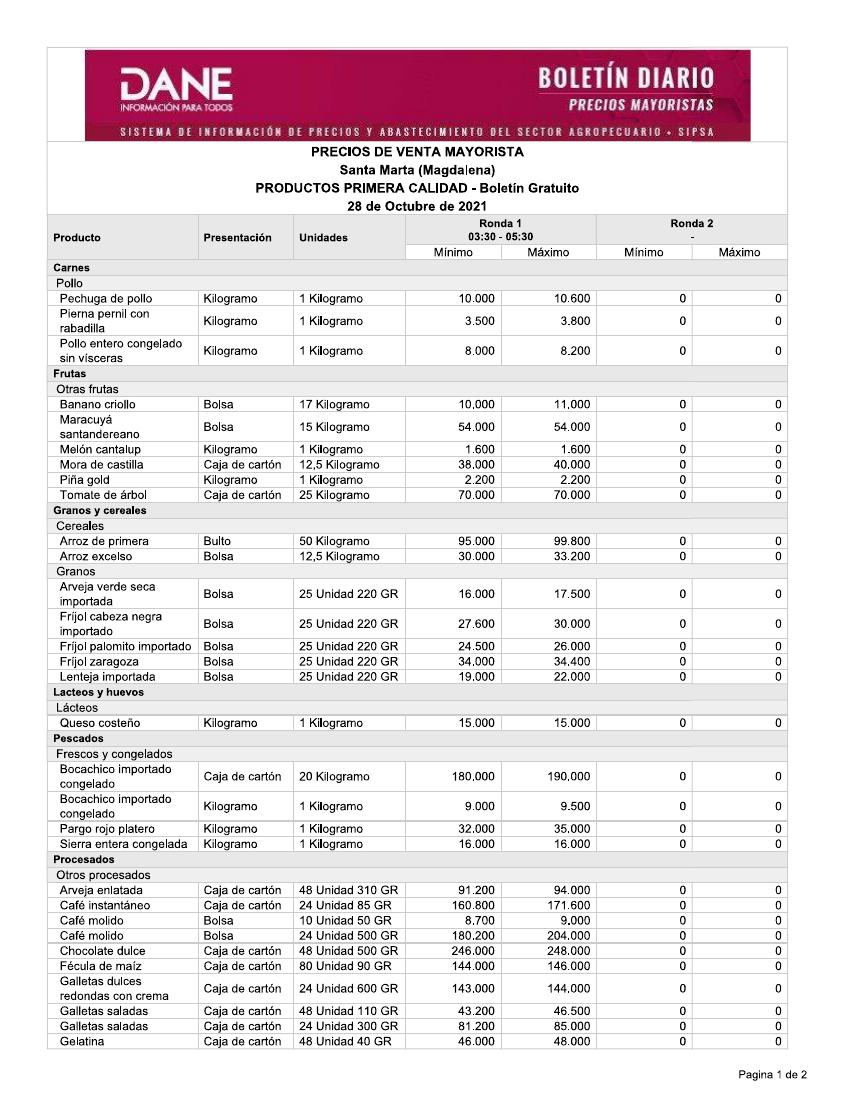 DANE
INFORMACIÓN PARA TODOS
BOLETÍN DIARIO
PRECIOS MAYORISTAS
SISTEMA DE INFORMACIÓN DE PRECIOS Y ABASTECIMIENTO DEL SECTOR AGROPECUARIO • SIPSA
PRECIOS DE VENTA MAYORISTA
Santa Marta (Magdalena)
PRODUCTOS PRIMERA CALIDAD - Boletín Gratuito
28 de Octubre de 2021
Producto Presentación Unidades Ronda 1 03:30 - 05:30 Ronda 2 -
Mínimo Máximo Mínimo Máximo
Carnes
Pollo
Pechuga de pollo Kilogramo 1 Kilogramo 10.000 10.600 0 0
Pierna pernil con
rabadilla Kilogramo 1 Kilogramo 3.500 3.800 0 0
Pollo entero congelado
sin vísceras Kilogramo 1 Kilogramo 8.000 8.200 0 0
Frutas
Otras frutas
Banano criollo Bolsa 17 Kilogramo 10.000 11.000 0 0
Maracuyá
santandereano Bolsa 15 Kilogramo 54.000 54.000 0 0
Melón cantalup Kilogramo 1 Kilogramo 1.600 1.600 0 0
Mora de castilla Caja de cartón 12,5 Kilogramo 38.000 40.000 0 0
Piña gold Kilogramo 1 Kilogramo 2.200 2.200 0 0
Tomate de árbol Caja de cartón 25 Kilogramo 70.000 70.000 0 0
Granos y cereales
Cereales
Arroz de primera Bulto 50 Kilogramo 95.000 99.800 0 0
Arroz excelso Bolsa 12,5 Kilogramo 30.000 33.200 0 0
Granos
Arveja verde seca
importada Bolsa 25 Unidad 220 GR 16.000 17.500 0 0
Fríjol cabeza negra
importado Bolsa 25 Unidad 220 GR 27.600 30.000 0 0
Fríjol palomito importado Bolsa 25 Unidad 220 GR 24.500 26.000 0 0
Fríjol zaragoza Bolsa 25 Unidad 220 GR 34.000 34.400 0 0
Lenteja importada Bolsa 25 Unidad 220 GR 19.000 22.000 0 0
Lacteos y huevos
Lácteos
Queso costeño Kilogramo 1 Kilogramo 15.000 15.000 0 0
Pescados
Frescos y congelados
Bocachico importado
congelado Caja de cartón 20 Kilogramo 180.000 190.000 0 0
Bocachico importado
congelado Kilogramo 1 Kilogramo 9.000 9.500 0 0
Pargo rojo platero Kilogramo 1 Kilogramo 32.000 35.000 0 0
Sierra entera congelada Kilogramo 1 Kilogramo 16.000 16.000 0 0
Procesados
Otros procesados
Arveja enlatada Caja de cartón 48 Unidad 310 GR 91.200 94.000 0 0
Café instantáneo Caja de cartón 24 Unidad 85 GR 160.800 171.600 0 0
Café molido Bolsa 10 Unidad 50 GR 8.700 9.000 0 0
Café molido Bolsa 24 Unidad 500 GR 180.200 204.000 0 0
Chocolate dulce Caja de cartón 48 Unidad 500 GR 246.000 248.000 0 0
Fécula de maíz Caja de cartón 80 Unidad 90 GR 144.000 146.000 0 0
Galletas dulces
redondas con crema Caja de cartón 24 Unidad 600 GR 143.000 144.000 0 0
Galletas saladas Caja de cartón 48 Unidad 110 GR 43.200 46.500 0 0
Galletas saladas Caja de cartón 24 Unidad 300 GR 81.200 85.000 0 0
Gelatina Caja de cartón 48 Unidad 40 GR 46.000 48.000 0 0
Pagina 1 de 2